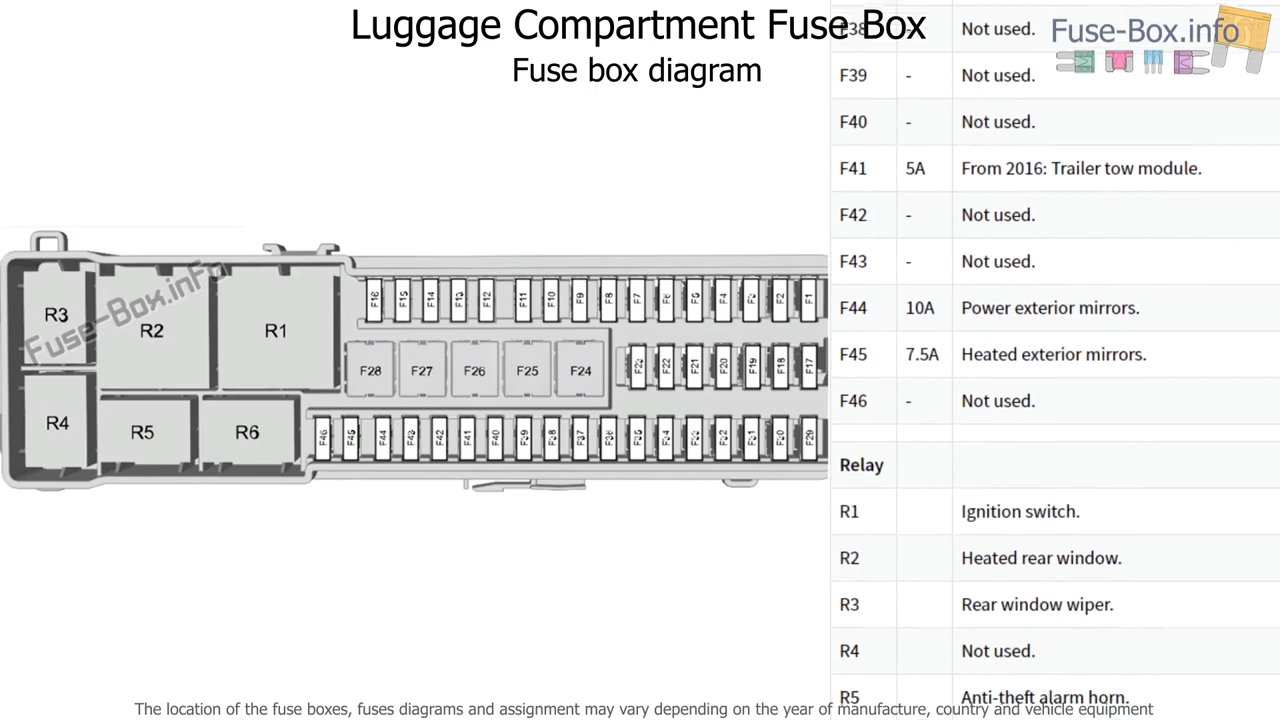 Luggage Compartment Fuse Box
Fuse box diagram
Fuse-Box.info
F38 - Not used.
F39 - Not used.
F40 - Not used.
F41 5A From 2016: Trailer tow module.
F42 - Not used.
F43 - Not used.
F44 10A Power exterior mirrors.
F45 7.5A Heated exterior mirrors.
F46 - Not used.
Relay
R1 Ignition switch.
R2 Heated rear window.
R3 Rear window wiper.
R4 Not used.
R5 Anti-theft alarm horn.
Fuse-Box.inFo
R3 R2 R1
F16 F15 F14 F13 F12 F11 F10 F9 F8 F7 F6 F5 F4 F3 F2 F1
F28 F27 F26 F25 F24 F23 F22 F21 F20 F19 F18 F17
R4 R5 R6
F46 F45 F44 F43 F42 F41 F40 F39 F38 F37 F36 F35 F34 F33 F32 F31 F30 F29
The location of the fuse boxes, fuses diagrams and assignment may vary depending on the year of manufacture, country and vehicle equipment